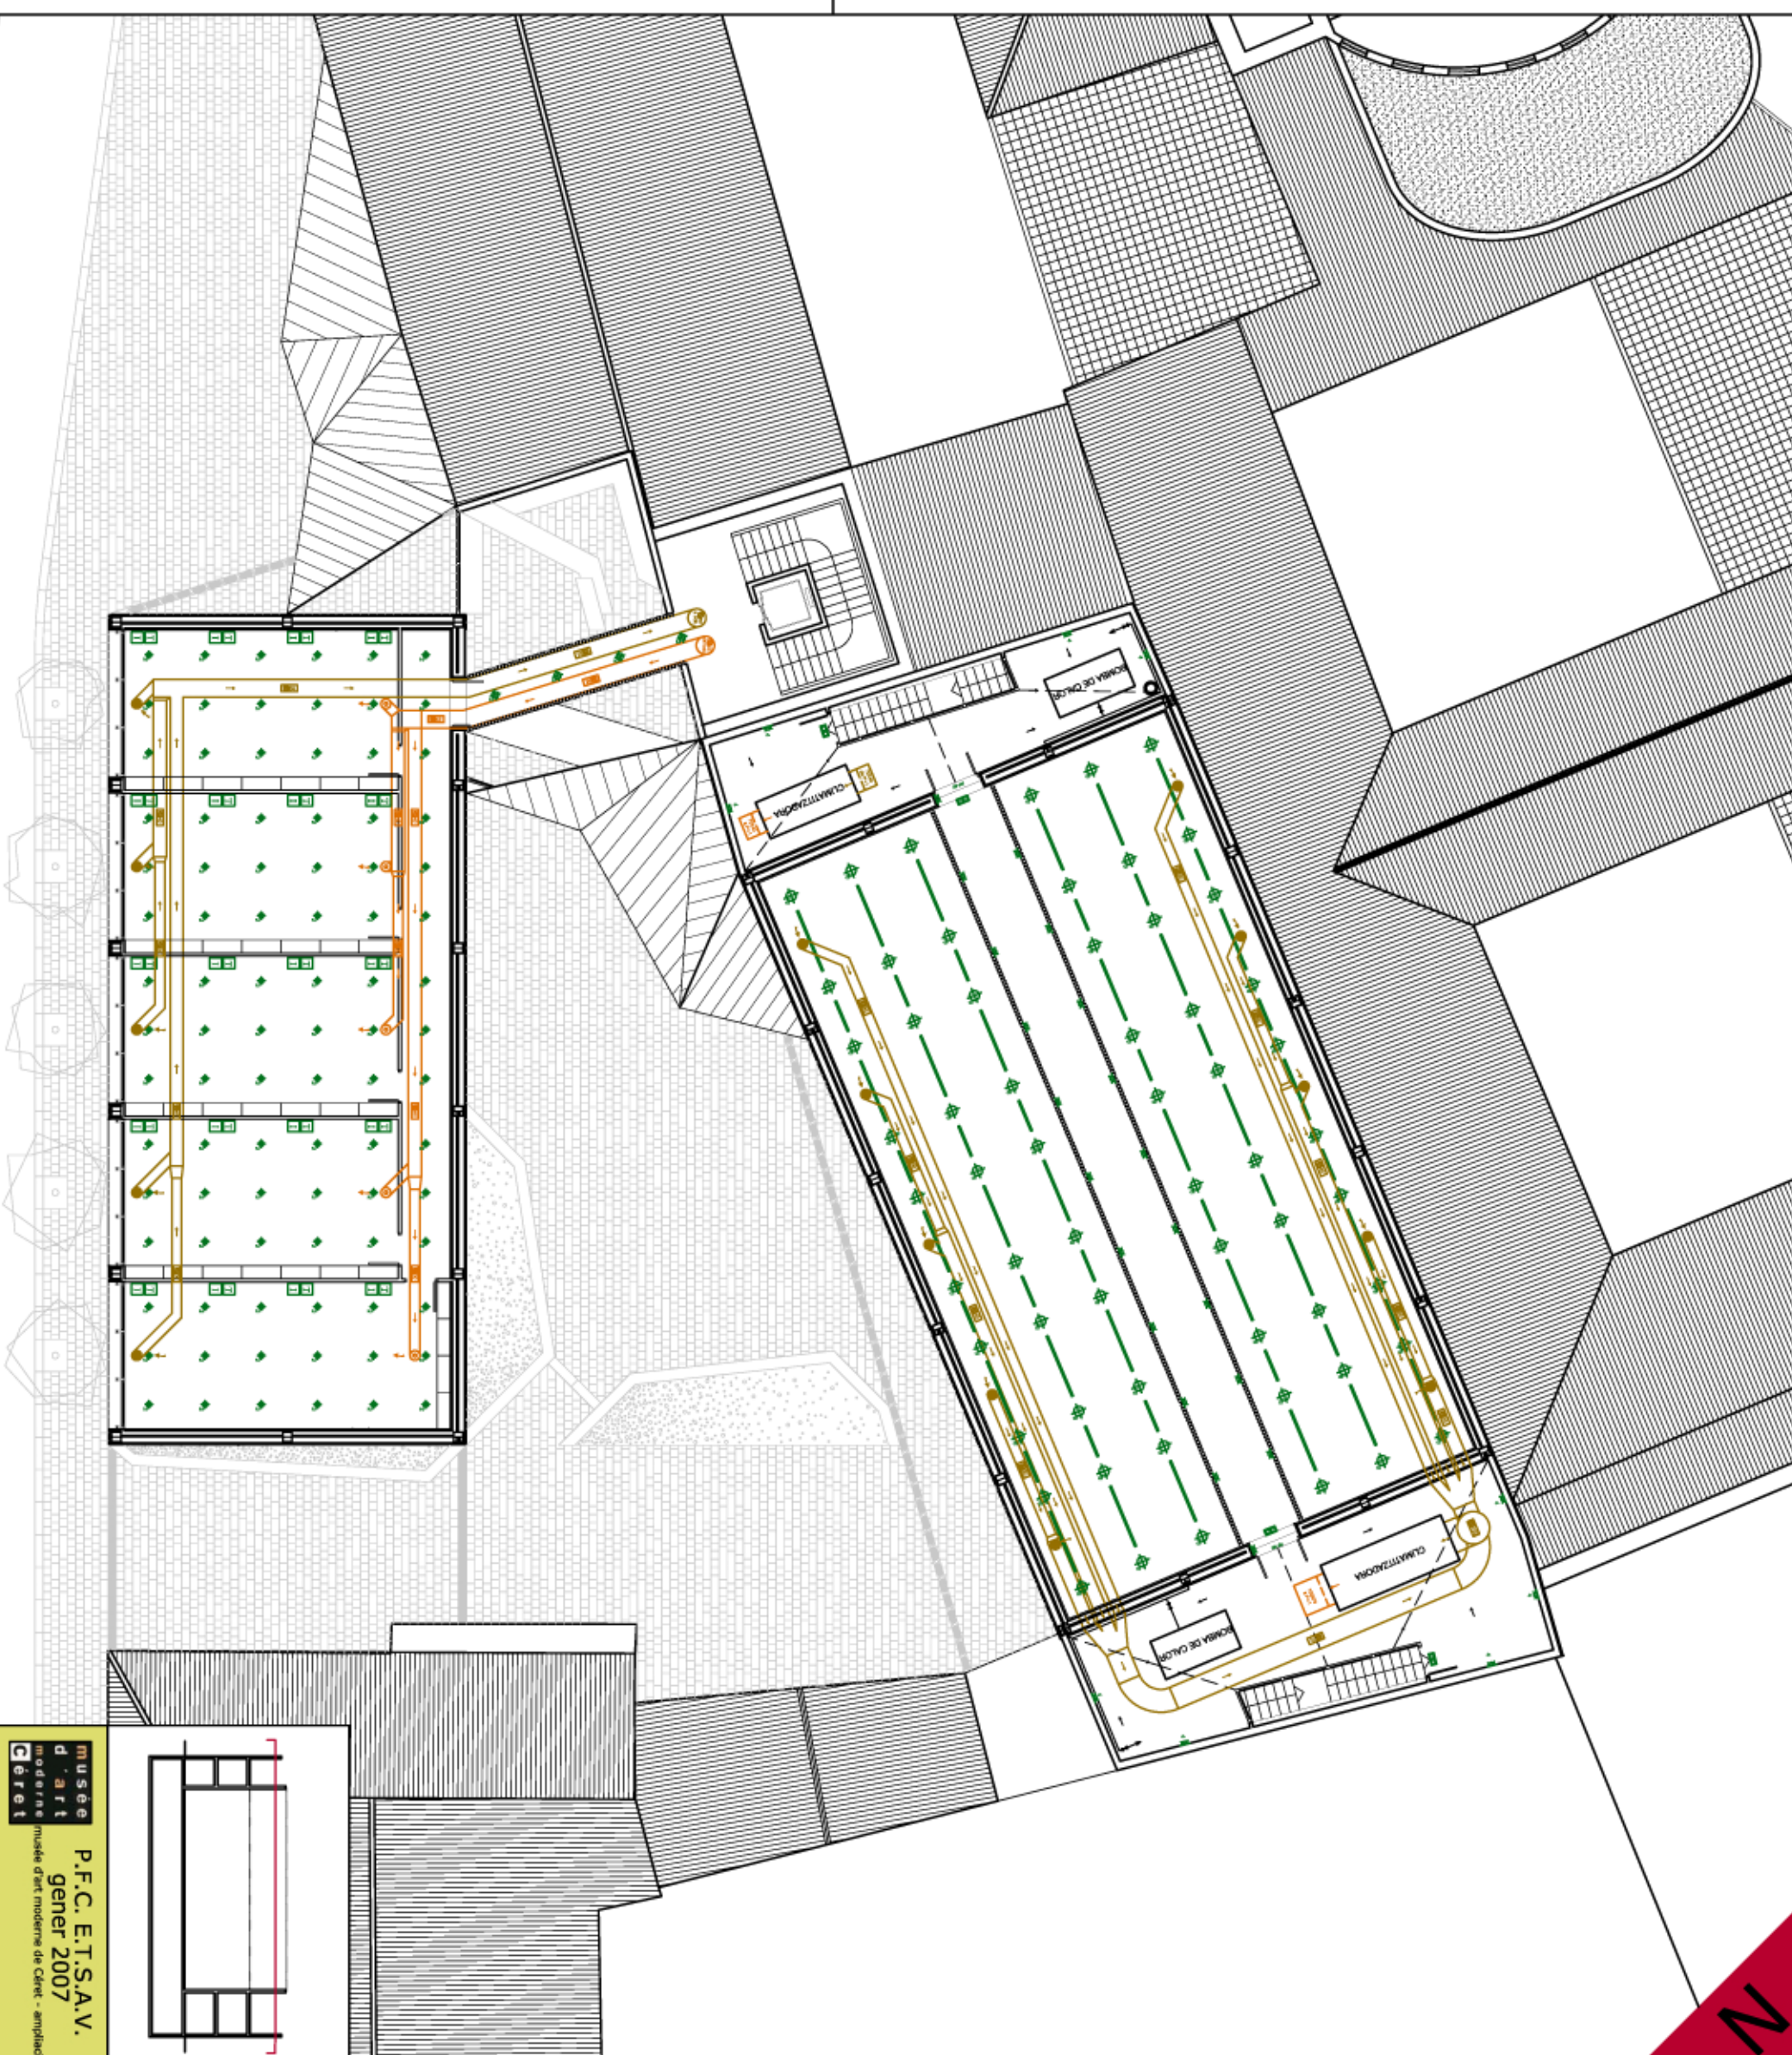 BOMBA DE CALOR
CLIMATITZADORA
CLIMATITZADORA
BOMBA DE CALOR
musée
d'art
moderne
Céret
P.F.C. E.T.S.A.V.
gener 2007
musée d'art moderne de Céret -
N